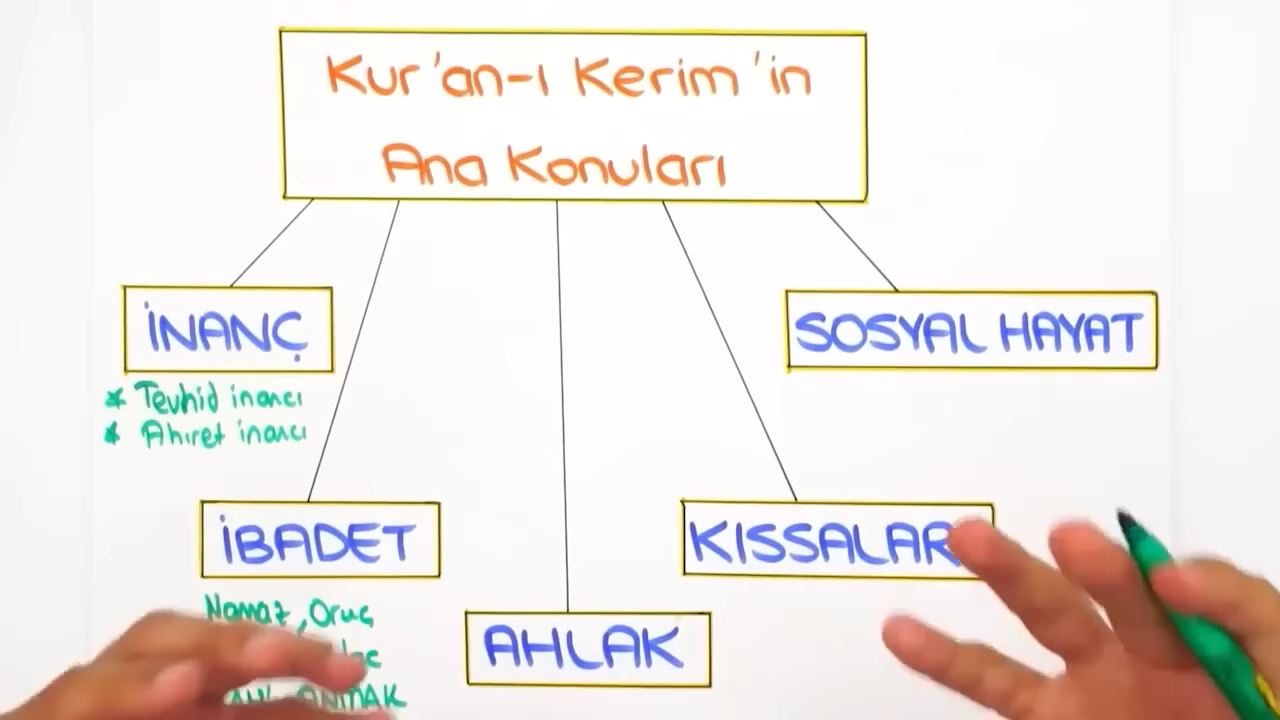 Kur'an-ı Kerim'in
Ana Konuları
İNANÇ
* Tevhid inancı
* Ahiret inancı
SOSYAL HAYAT
İBADET
Namaz, Oruç
KISSALAR
AHLAK